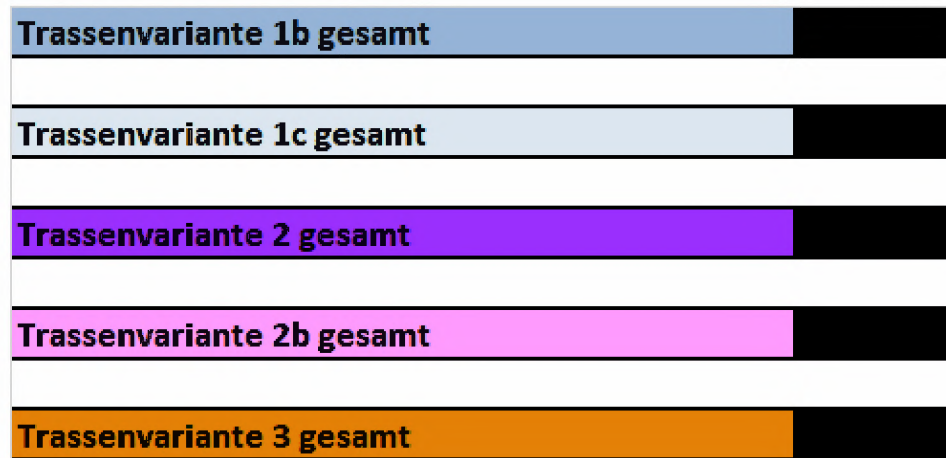 Trassenvariante 1b gesamt
Trassenvariante 1c gesamt
Trassenvariante 2 gesamt
Trassenvariante 2b gesamt
Trassenvariante 3 gesamt